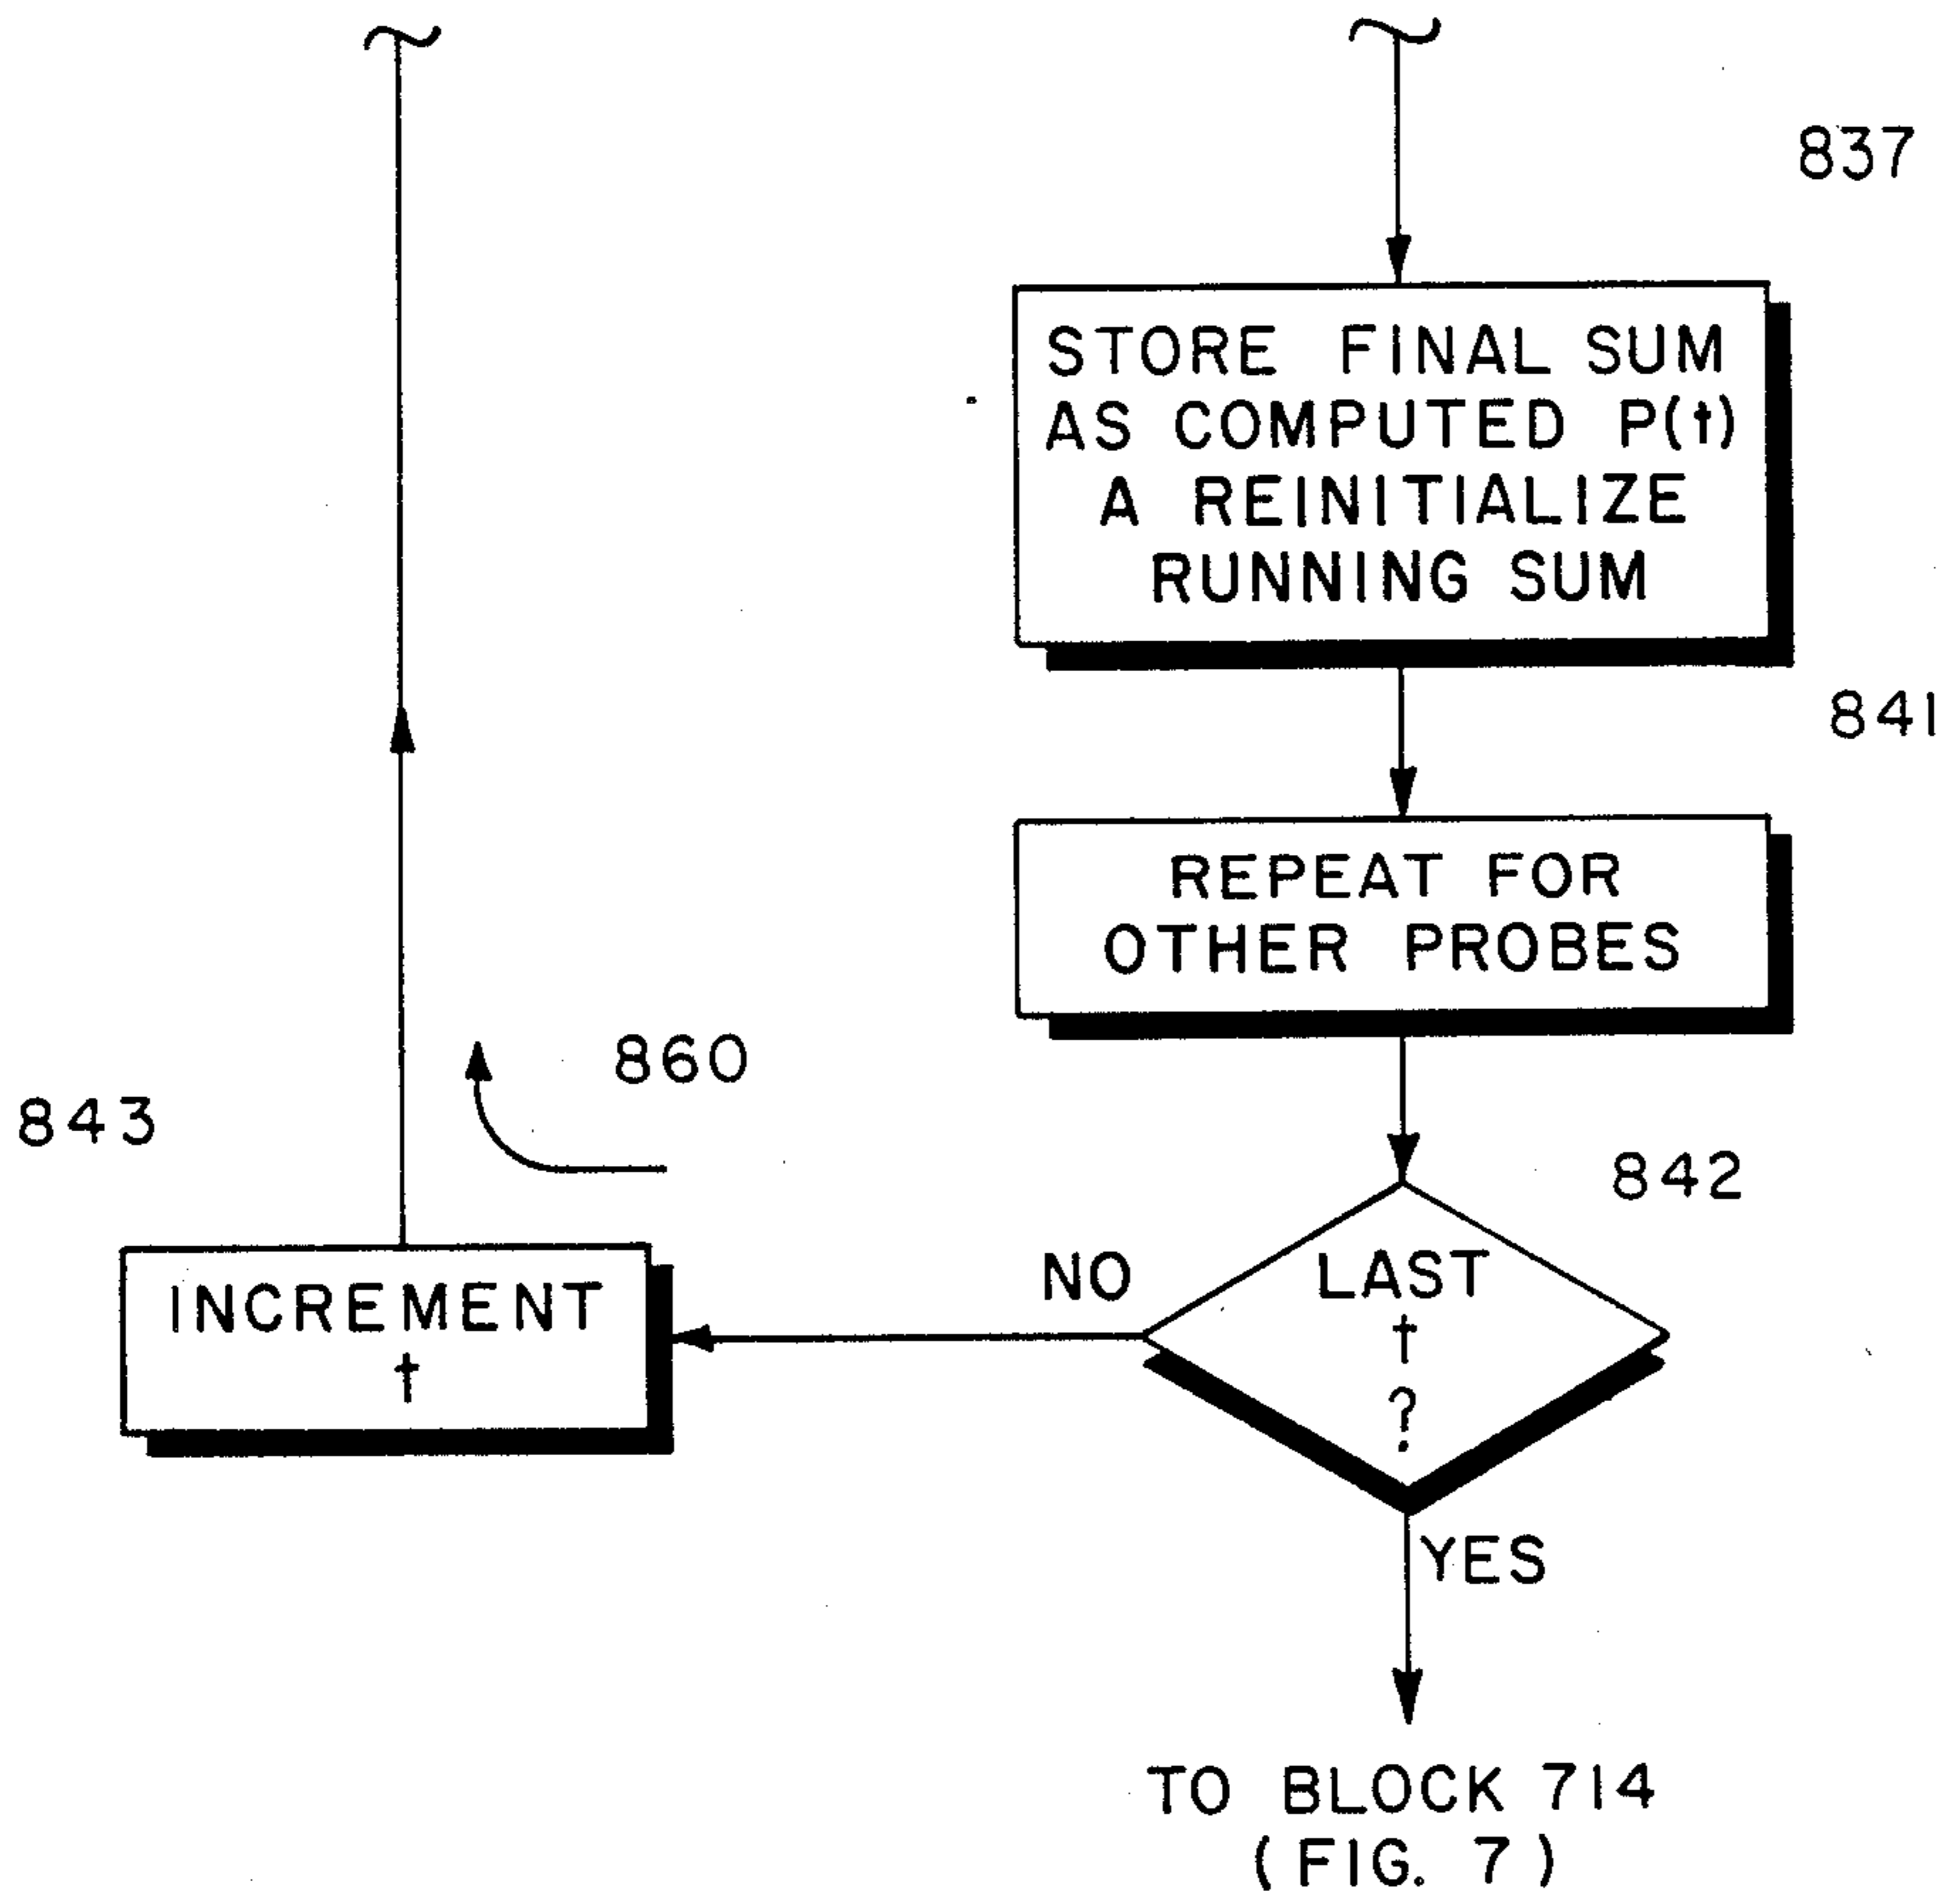 837
STORE FINAL SUM
AS COMPUTED P(t)
A REINITIALIZE
RUNNING SUM
841
REPEAT FOR
OTHER PROBES
860
843
842
NO
LAST
t
?
INCREMENT
t
YES
TO BLOCK 714
(FIG. 7)